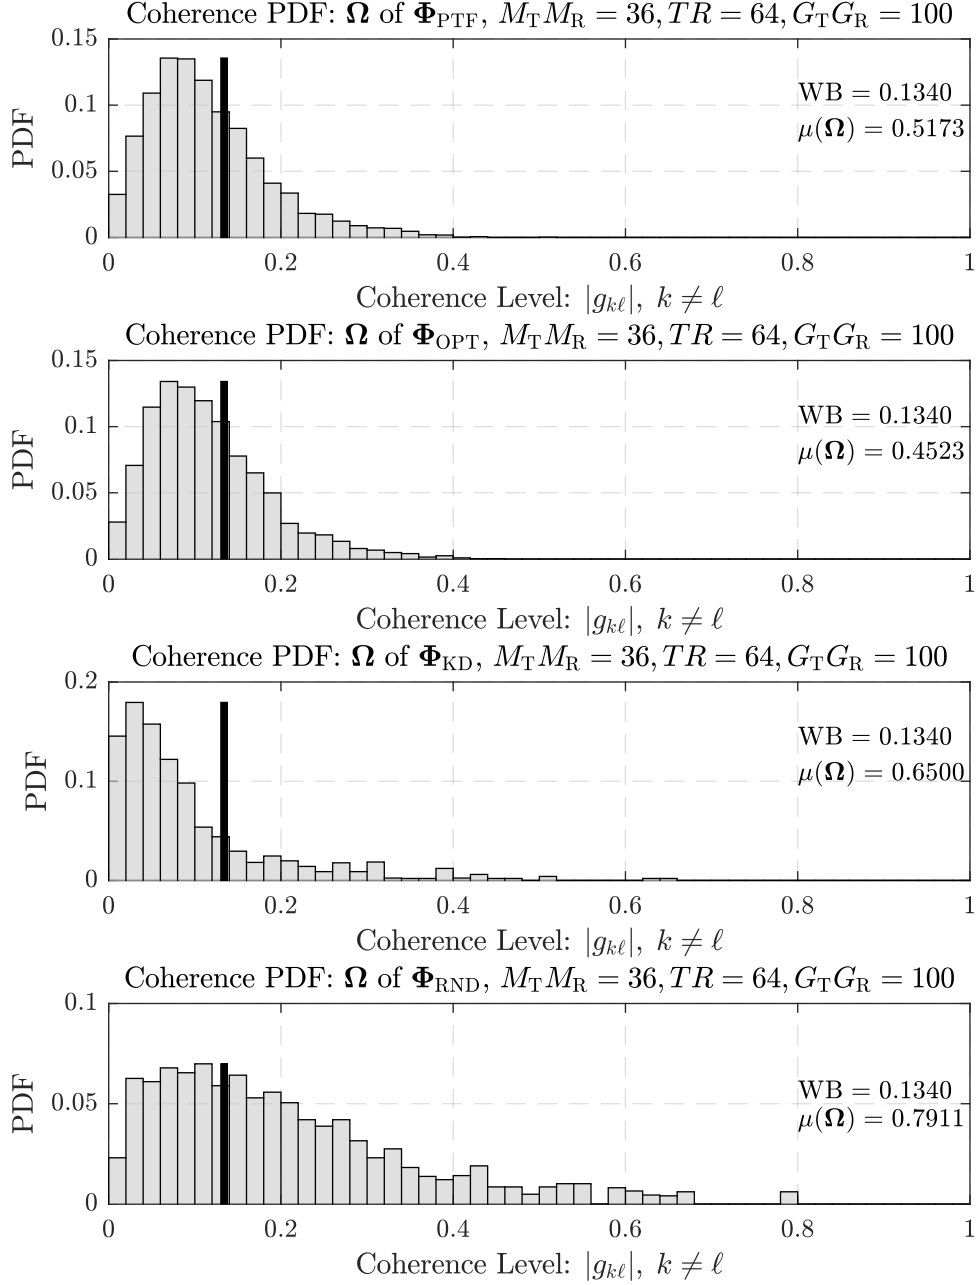 Coherence PDF: Ω of Φ_PTF, M_T M_R = 36, TR = 64, G_T G_R = 100
PDF
0.15
0.1
0.05
0
WB = 0.1340
μ(Ω) = 0.5173
0 0.2 0.4 0.6 0.8 1
Coherence Level: |g_kℓ|, k ≠ ℓ
Coherence PDF: Ω of Φ_OPT, M_T M_R = 36, TR = 64, G_T G_R = 100
PDF
0.15
0.1
0.05
0
WB = 0.1340
μ(Ω) = 0.4523
0 0.2 0.4 0.6 0.8 1
Coherence Level: |g_kℓ|, k ≠ ℓ
Coherence PDF: Ω of Φ_KD, M_T M_R = 36, TR = 64, G_T G_R = 100
PDF
0.2
0.1
0
WB = 0.1340
μ(Ω) = 0.6500
0 0.2 0.4 0.6 0.8 1
Coherence Level: |g_kℓ|, k ≠ ℓ
Coherence PDF: Ω of Φ_RND, M_T M_R = 36, TR = 64, G_T G_R = 100
PDF
0.1
0.05
0
WB = 0.1340
μ(Ω) = 0.7911
0 0.2 0.4 0.6 0.8 1
Coherence Level: |g_kℓ|, k ≠ ℓ